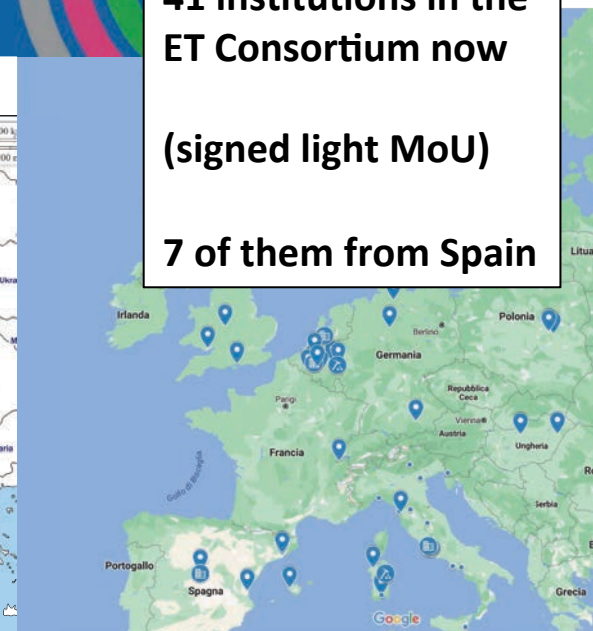 41 institutions in the
ET Consortium now
(signed light MoU)
7 of them from Spain
Irlanda
Berlino
Polonia
Germania
Parigi
Repubblica
Ceca
Vienna
Austria
Ungheria
Francia
Golfo di Biscaglia
Serbia
Portogallo
Spagna
Grecia
Google